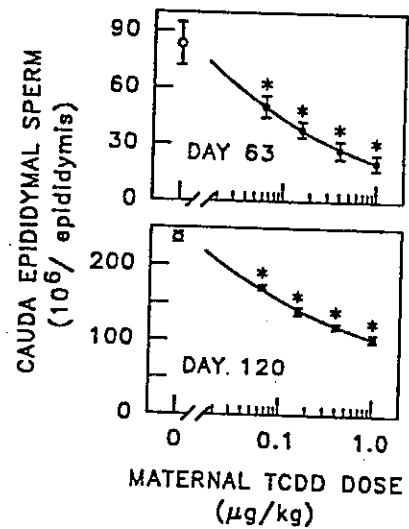 CAUDA EPIDIDYMAL SPERM
(10⁶/ epididymis)
90
60
30
0
* * * *
DAY 63
200
100
0
* * * *
DAY. 120
0 0.1 1.0
MATERNAL TCDD DOSE
(µg/kg)